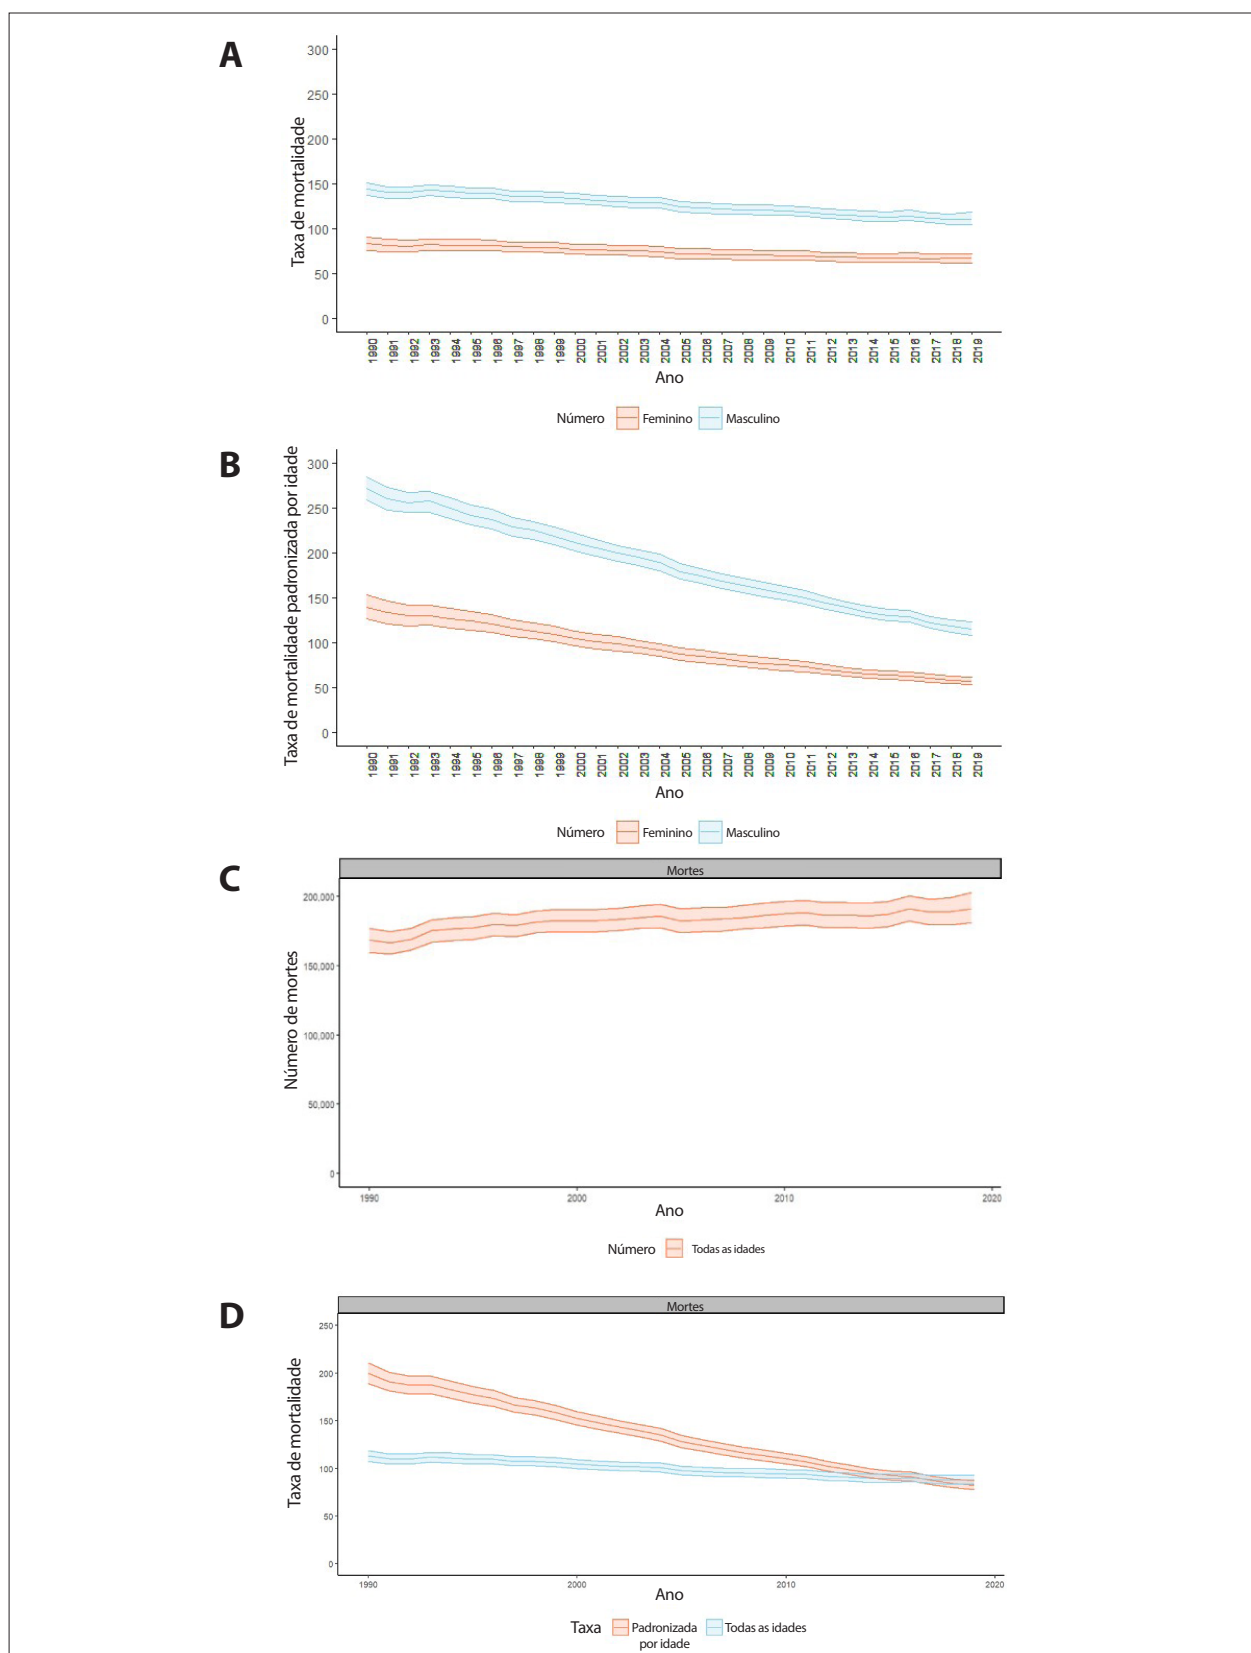 A
Taxa de mortalidade
300
250
200
150
100
50
0
1990 1991 1992 1993 1994 1995 1996 1997 1998 1999 2000 2001 2002 2003 2004 2005 2006 2007 2008 2009 2010 2011 2012 2013 2014 2015 2016 2017 2018 2019
Ano
Número Feminino Masculino
B
Taxa de mortalidade padronizada por idade
300
250
200
150
100
50
0
1990 1991 1992 1993 1994 1995 1996 1997 1998 1999 2000 2001 2002 2003 2004 2005 2006 2007 2008 2009 2010 2011 2012 2013 2014 2015 2016 2017 2018 2019
Ano
Número Feminino Masculino
C
Mortes
Número de mortes
200,000
150,000
100,000
50,000
0
1990 2000 2010 2020
Ano
Número Todas as idades
D
Mortes
Taxa de mortalidade
250
200
150
100
50
0
1990 2000 2010 2020
Ano
Taxa Padronizada Todas as idades
por idade